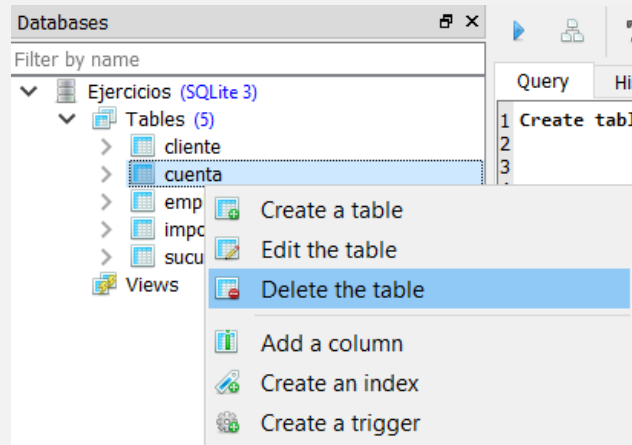 Databases
Filter by name
Ejercicios (SQLite 3)
Tables (5)
cliente
cuenta
emp
impo
sucu
Views
Query
Hi
1 Create tabl
2
3
Create a table
Edit the table
Delete the table
Add a column
Create an index
Create a trigger